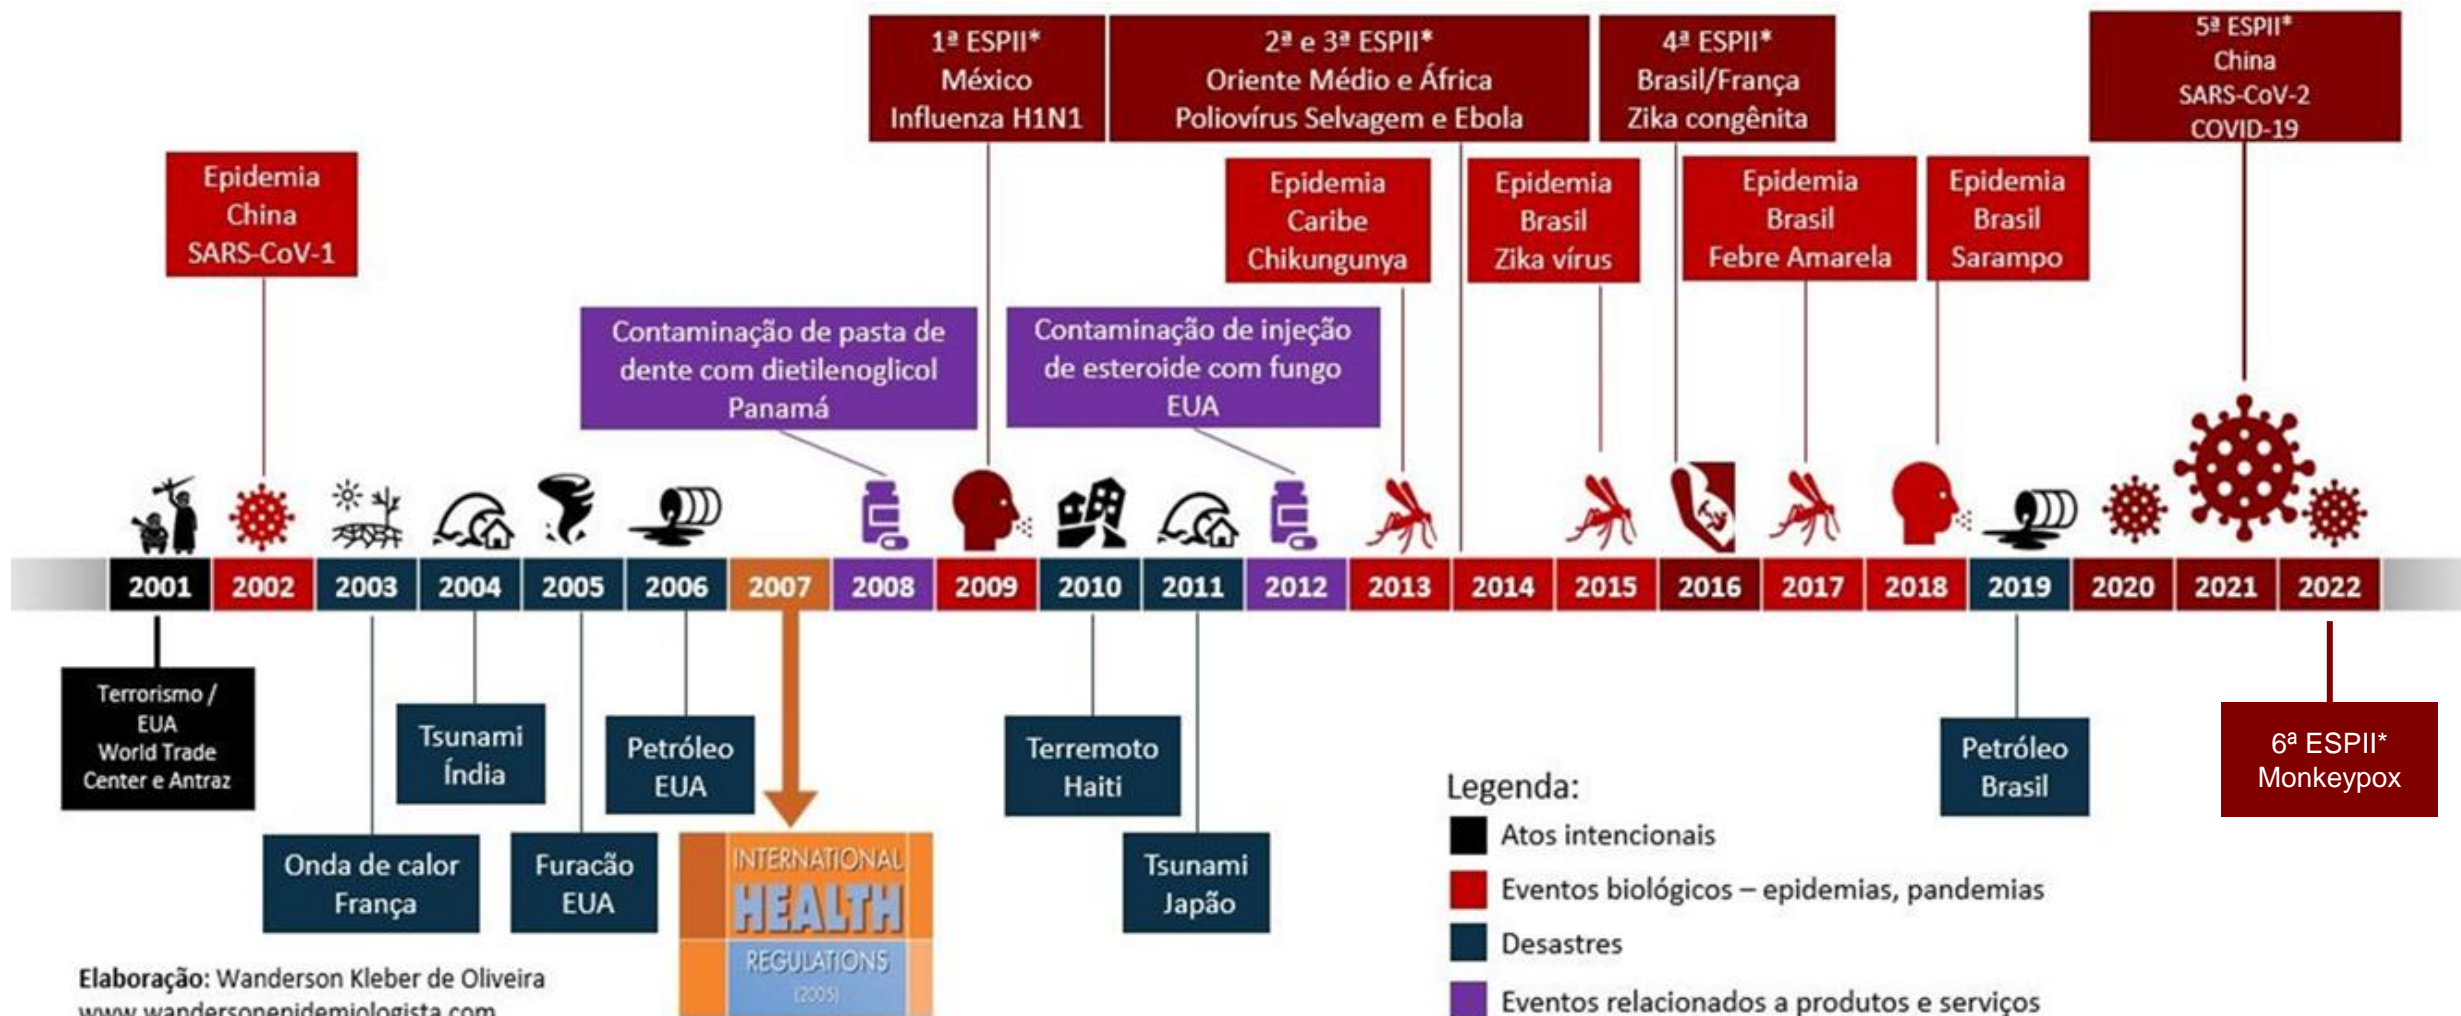 1ª ESPII*
México
Influenza H1N1
2ª e 3ª ESPII*
Oriente Médio e África
Poliovírus Selvagem e Ebola
4ª ESPII*
Brasil/França
Zika congênita
5ª ESPII*
China
SARS-CoV-2
COVID-19
Epidemia
China
SARS-CoV-1
Epidemia
Caribe
Chikungunya
Epidemia
Brasil
Zika vírus
Epidemia
Brasil
Febre Amarela
Epidemia
Brasil
Sarampo
Contaminação de pasta de
dente com dietilenoglicol
Panamá
Contaminação de injeção
de esteroide com fungo
EUA
2001 2002 2003 2004 2005 2006 2007 2008 2009 2010 2011 2012 2013 2014 2015 2016 2017 2018 2019 2020 2021 2022
Terrorismo /
EUA
World Trade
Center e Antraz
Onda de calor
França
Tsunami
Índia
Furacão
EUA
Petróleo
EUA
INTERNATIONAL
HEALTH
REGULATIONS
(2005)
Terremoto
Haiti
Tsunami
Japão
Petróleo
Brasil
6ª ESPII*
Monkeypox
Legenda:
Atos intencionais
Eventos biológicos – epidemias, pandemias
Desastres
Eventos relacionados a produtos e serviços
Elaboração: Wanderson Kleber de Oliveira
www.wandersonepidemiologista.com